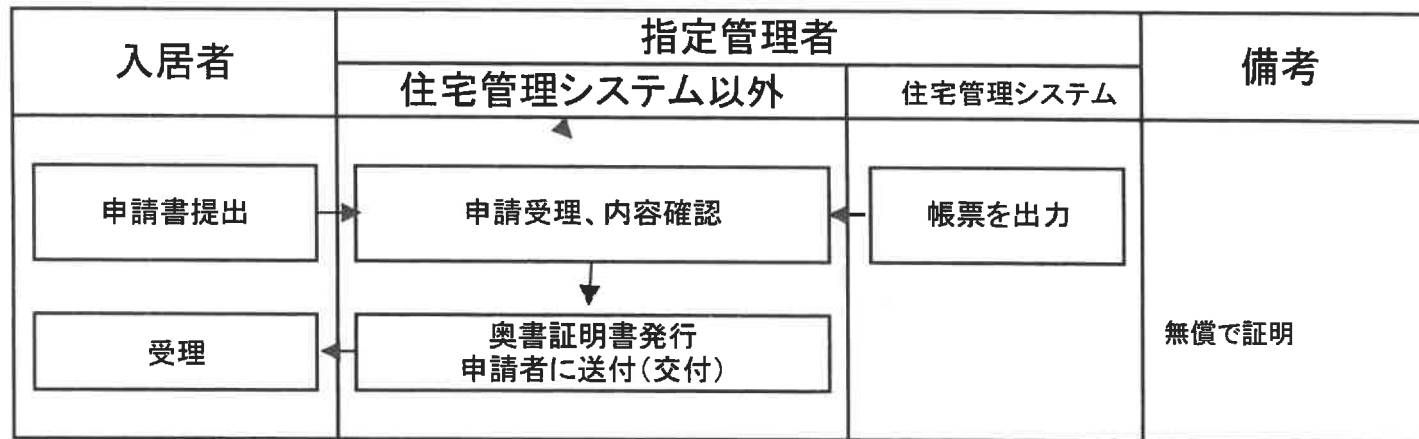 入居者
指定管理者
備考
住宅管理システム以外
住宅管理システム
申請書提出
申請受理、内容確認
帳票を出力
受理
奥書証明書発行
申請者に送付(交付)
無償で証明